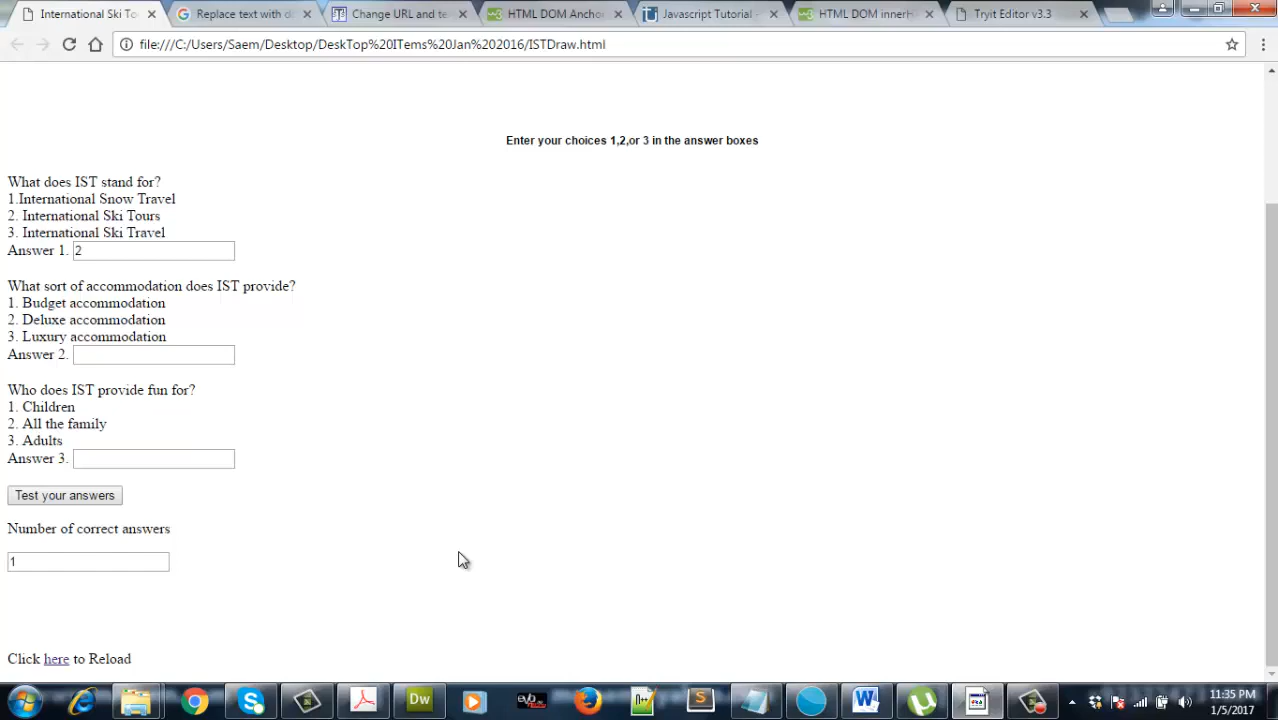 International Ski To
Replace text with d
Change URL and te
HTML DOM Ancho
Javascript Tutorial
HTML DOM innerH
Tryit Editor v3.3
file:///C:/Users/Saem/Desktop/DeskTop%20ITems%20Jan%202016/ISTDraw.html
Enter your choices 1,2,or 3 in the answer boxes
What does IST stand for?
1.International Snow Travel
2. International Ski Tours
3. International Ski Travel
Answer 1. 2
What sort of accommodation does IST provide?
1. Budget accommodation
2. Deluxe accommodation
3. Luxury accommodation
Answer 2.
Who does IST provide fun for?
1. Children
2. All the family
3. Adults
Answer 3.
Test your answers
Number of correct answers
1
Click here to Reload
Dw
11:35 PM
1/5/2017